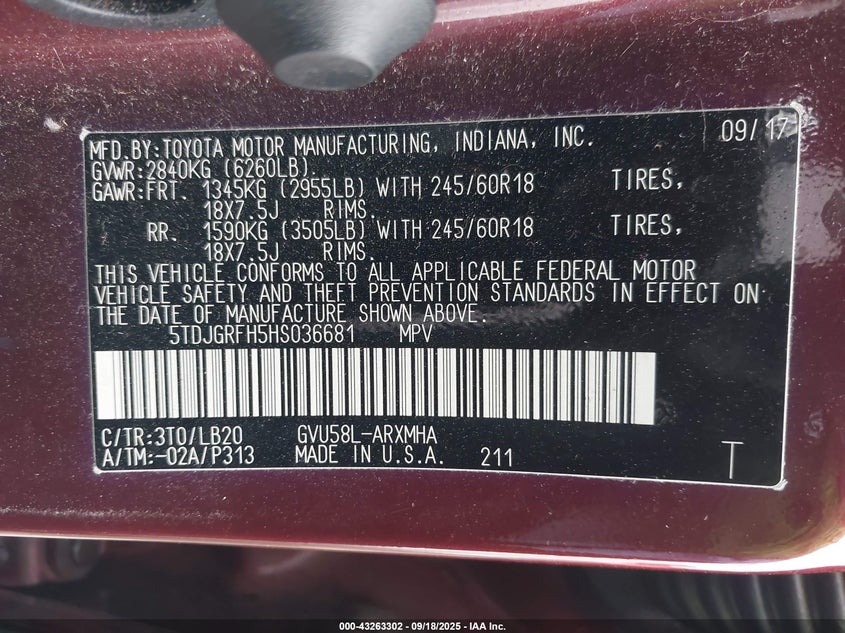 MFD.BY:TOYOTA MOTOR MANUFACTURING, INDIANA, INC. 09/17
GVWR:2840KG (6260LB)
GAWR:FRT. 1345KG (2955LB) WITH 245/60R18 TIRES,
18X7.5J RIMS.
RR. 1590KG (3505LB) WITH 245/60R18 TIRES,
18X7.5J RIMS.
THIS VEHICLE CONFORMS TO ALL APPLICABLE FEDERAL MOTOR
VEHICLE SAFETY AND THEFT PREVENTION STANDARDS IN EFFECT ON
THE DATE OF MANUFACTURE SHOWN ABOVE.
5TDJGRFH5HS036681 MPV
C/TR:3T0/LB20 GVU58L-ARXMHA
A/TM:-02A/P313 MADE IN U.S.A. 211 T
000-43263302 - 09/18/2025 - IAA Inc.